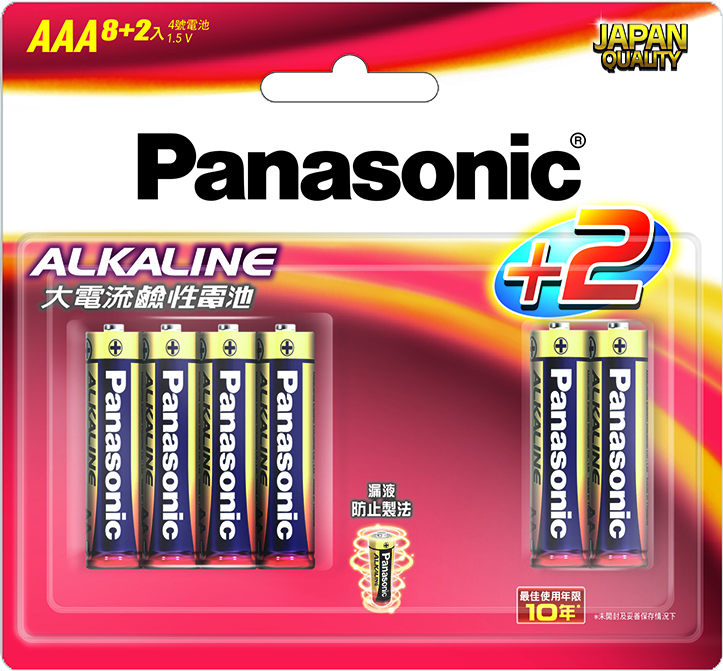 AAA 8+2入 4號電池
1.5 V
JAPAN
QUALITY
Panasonic®
+2
ALKALINE
大電流鹼性電池
Panasonic
ALKALINE
Panasonic
ALKALINE
Panasonic
ALKALINE
Panasonic
Panasonic
ALKALINE
Panasonic
ALKALINE
漏液
防止製法
Panasonic
ALKALINE
最佳使用年限
10年*
*未開封及妥善保存情況下